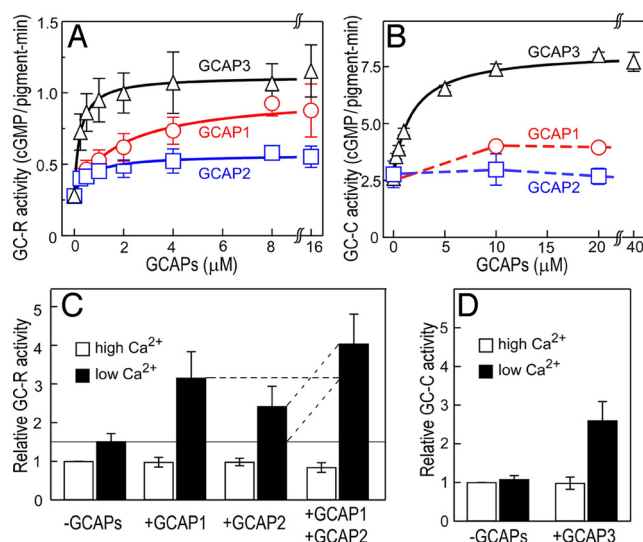 A
GC-R activity (cGMP/pigment-min)
1.5
1.0
0.5
0
GCAP3
GCAP1
GCAP2
0 2 4 6 8 16
GCAPs (μM)
B
GC-C activity (cGMP/pigment-min)
7.5
5.0
2.5
0
GCAP3
GCAP1
GCAP2
0 5 10 15 20 40
GCAPs (μM)
C
Relative GC-R activity
5
4
3
2
1
0
high Ca2+
low Ca2+
-GCAPs +GCAP1 +GCAP2 +GCAP1
+GCAP2
D
Relative GC-C activity
5
4
3
2
1
0
high Ca2+
low Ca2+
-GCAPs +GCAP3